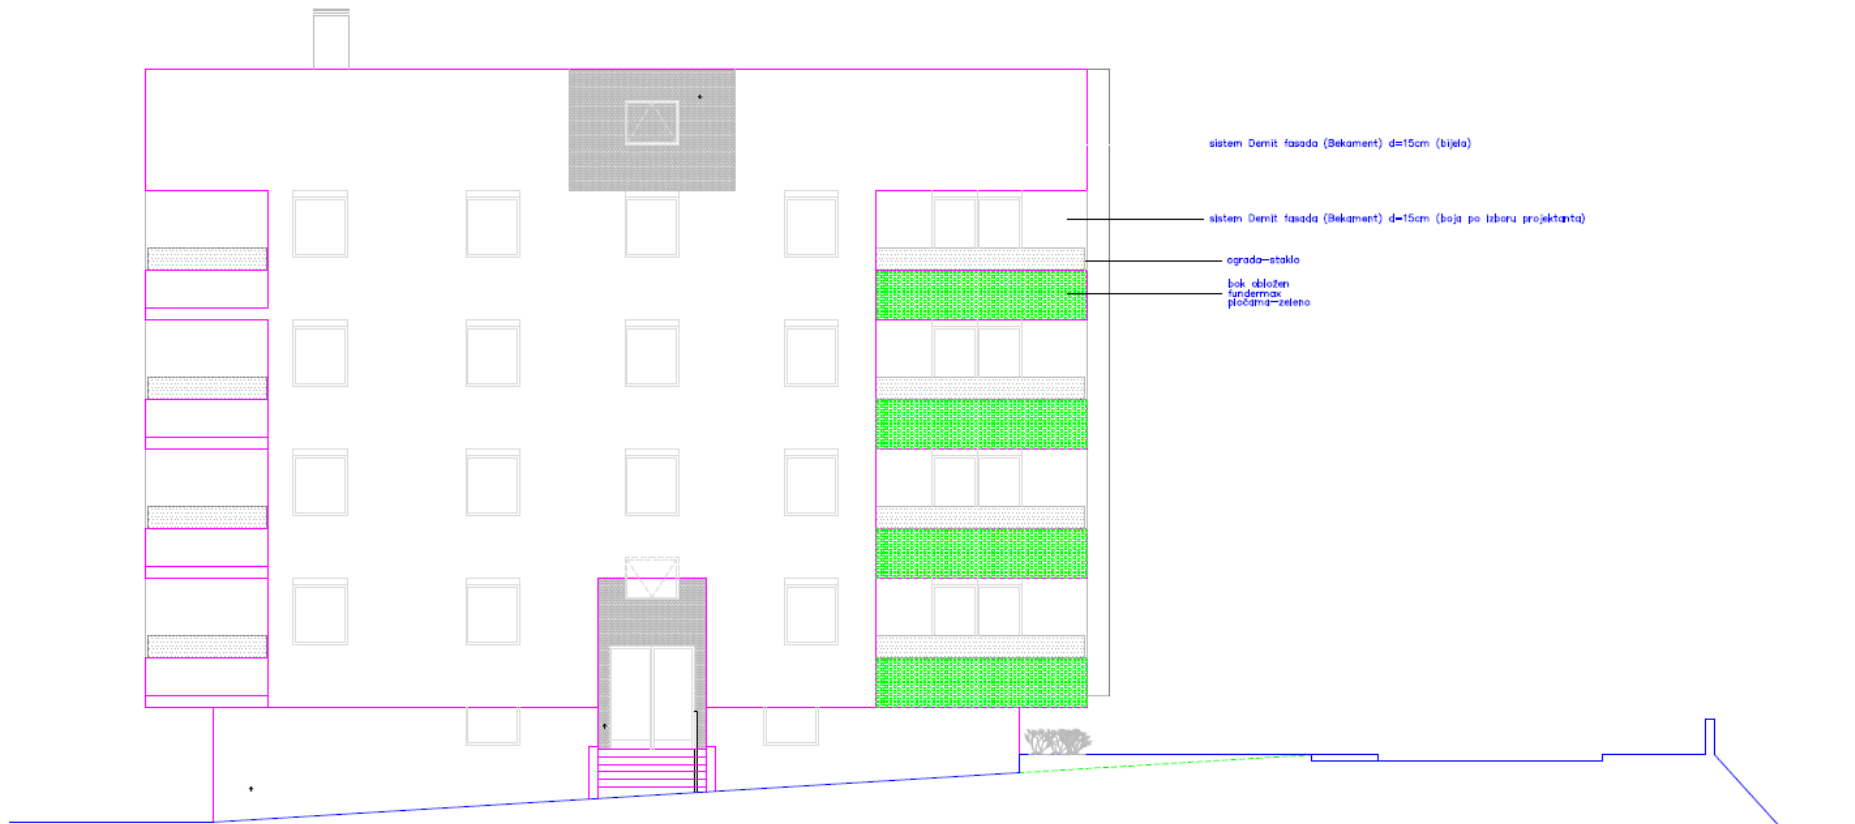 sistem Demit fasada (Bekament) d=15cm (bijela)
sistem Demit fasada (Bekament) d=15cm (boja po izboru projektanta)
ograda-staklo
bok obložen
fundermax
pločama-zeleno